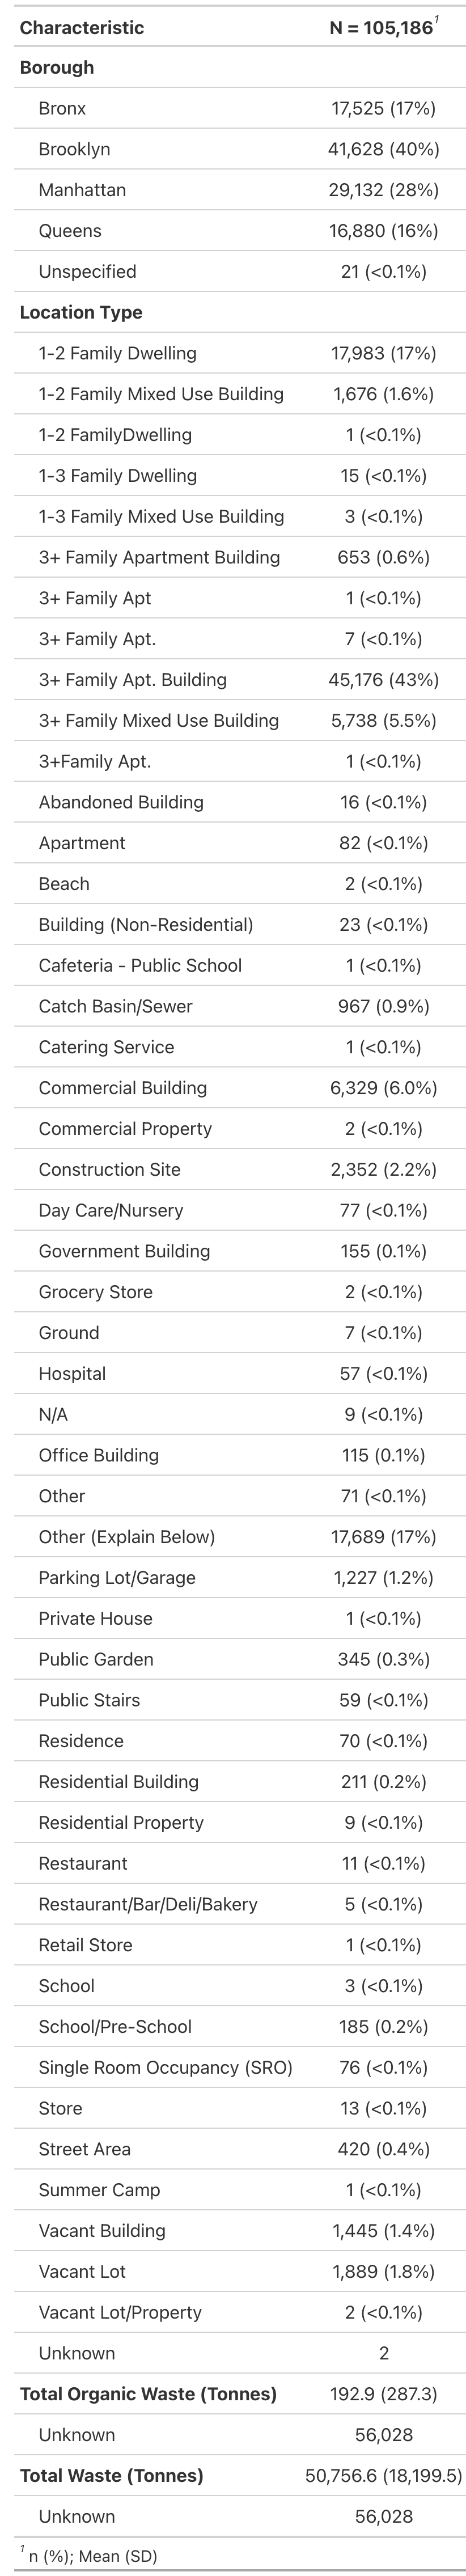 Characteristic N = 105,186¹
Borough
Bronx 17,525 (17%)
Brooklyn 41,628 (40%)
Manhattan 29,132 (28%)
Queens 16,880 (16%)
Unspecified 21 (<0.1%)
Location Type
1-2 Family Dwelling 17,983 (17%)
1-2 Family Mixed Use Building 1,676 (1.6%)
1-2 FamilyDwelling 1 (<0.1%)
1-3 Family Dwelling 15 (<0.1%)
1-3 Family Mixed Use Building 3 (<0.1%)
3+ Family Apartment Building 653 (0.6%)
3+ Family Apt 1 (<0.1%)
3+ Family Apt. 7 (<0.1%)
3+ Family Apt. Building 45,176 (43%)
3+ Family Mixed Use Building 5,738 (5.5%)
3+Family Apt. 1 (<0.1%)
Abandoned Building 16 (<0.1%)
Apartment 82 (<0.1%)
Beach 2 (<0.1%)
Building (Non-Residential) 23 (<0.1%)
Cafeteria - Public School 1 (<0.1%)
Catch Basin/Sewer 967 (0.9%)
Catering Service 1 (<0.1%)
Commercial Building 6,329 (6.0%)
Commercial Property 2 (<0.1%)
Construction Site 2,352 (2.2%)
Day Care/Nursery 77 (<0.1%)
Government Building 155 (0.1%)
Grocery Store 2 (<0.1%)
Ground 7 (<0.1%)
Hospital 57 (<0.1%)
N/A 9 (<0.1%)
Office Building 115 (0.1%)
Other 71 (<0.1%)
Other (Explain Below) 17,689 (17%)
Parking Lot/Garage 1,227 (1.2%)
Private House 1 (<0.1%)
Public Garden 345 (0.3%)
Public Stairs 59 (<0.1%)
Residence 70 (<0.1%)
Residential Building 211 (0.2%)
Residential Property 9 (<0.1%)
Restaurant 11 (<0.1%)
Restaurant/Bar/Deli/Bakery 5 (<0.1%)
Retail Store 1 (<0.1%)
School 3 (<0.1%)
School/Pre-School 185 (0.2%)
Single Room Occupancy (SRO) 76 (<0.1%)
Store 13 (<0.1%)
Street Area 420 (0.4%)
Summer Camp 1 (<0.1%)
Vacant Building 1,445 (1.4%)
Vacant Lot 1,889 (1.8%)
Vacant Lot/Property 2 (<0.1%)
Unknown 2
Total Organic Waste (Tonnes) 192.9 (287.3)
Unknown 56,028
Total Waste (Tonnes) 50,756.6 (18,199.5)
Unknown 56,028
¹ n (%); Mean (SD)